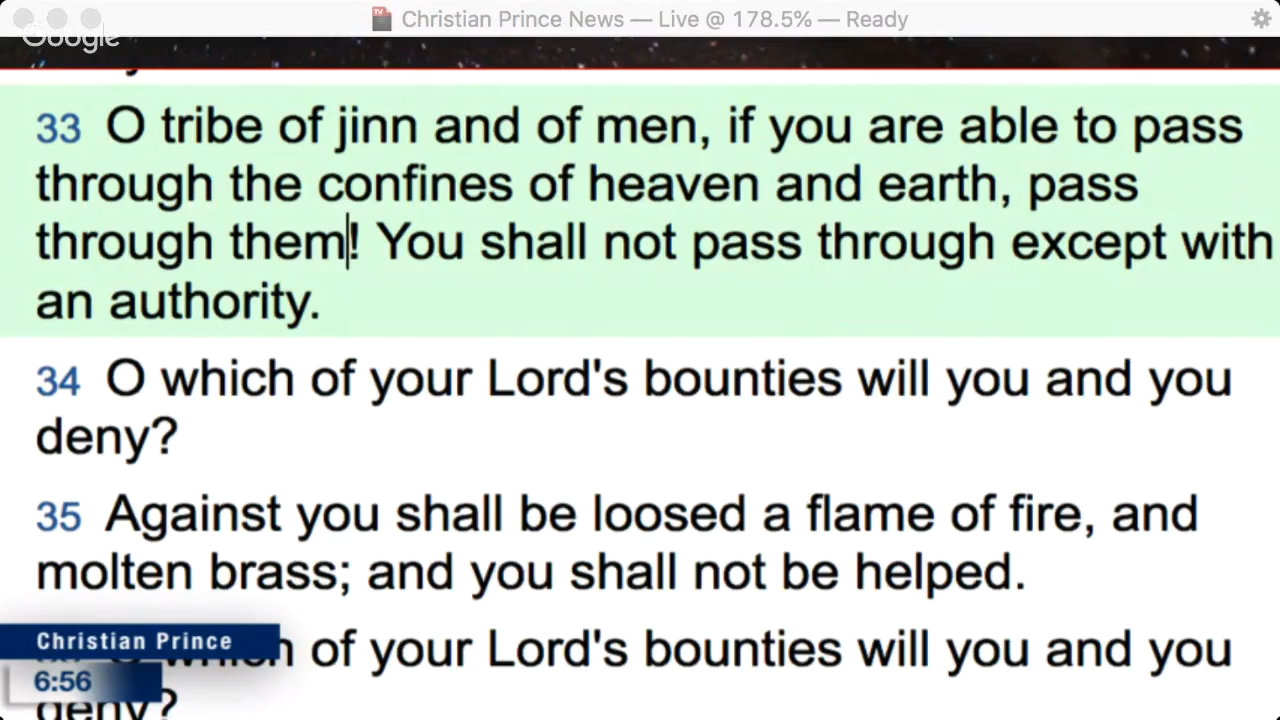 Christian Prince News — Live @ 178.5% — Ready
Google
33 O tribe of jinn and of men, if you are able to pass
through the confines of heaven and earth, pass
through them! You shall not pass through except with
an authority.
34 O which of your Lord's bounties will you and you
deny?
35 Against you shall be loosed a flame of fire, and
molten brass; and you shall not be helped.
Christian Prince
of your Lord's bounties will you and you
6:56
deny?